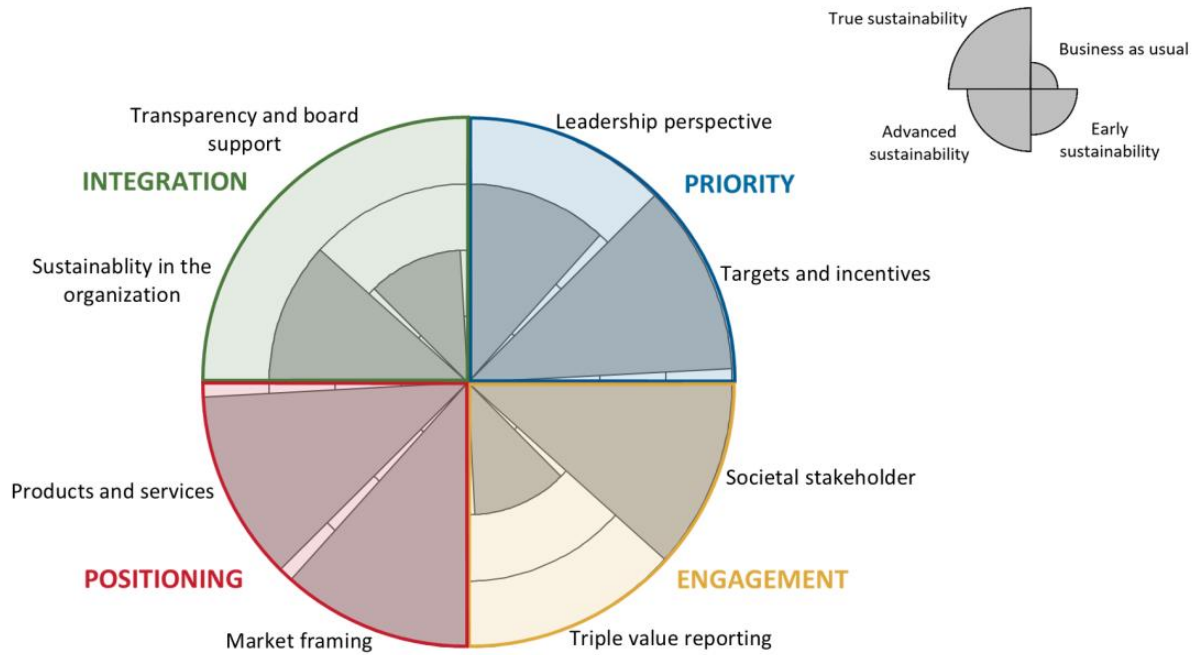 True sustainability
Business as usual
Advanced
sustainability
Early
sustainability
Transparency and board
support
INTEGRATION
Leadership perspective
PRIORITY
Sustainablity in the
organization
Targets and incentives
Products and services
POSITIONING
Societal stakeholder
ENGAGEMENT
Market framing
Triple value reporting